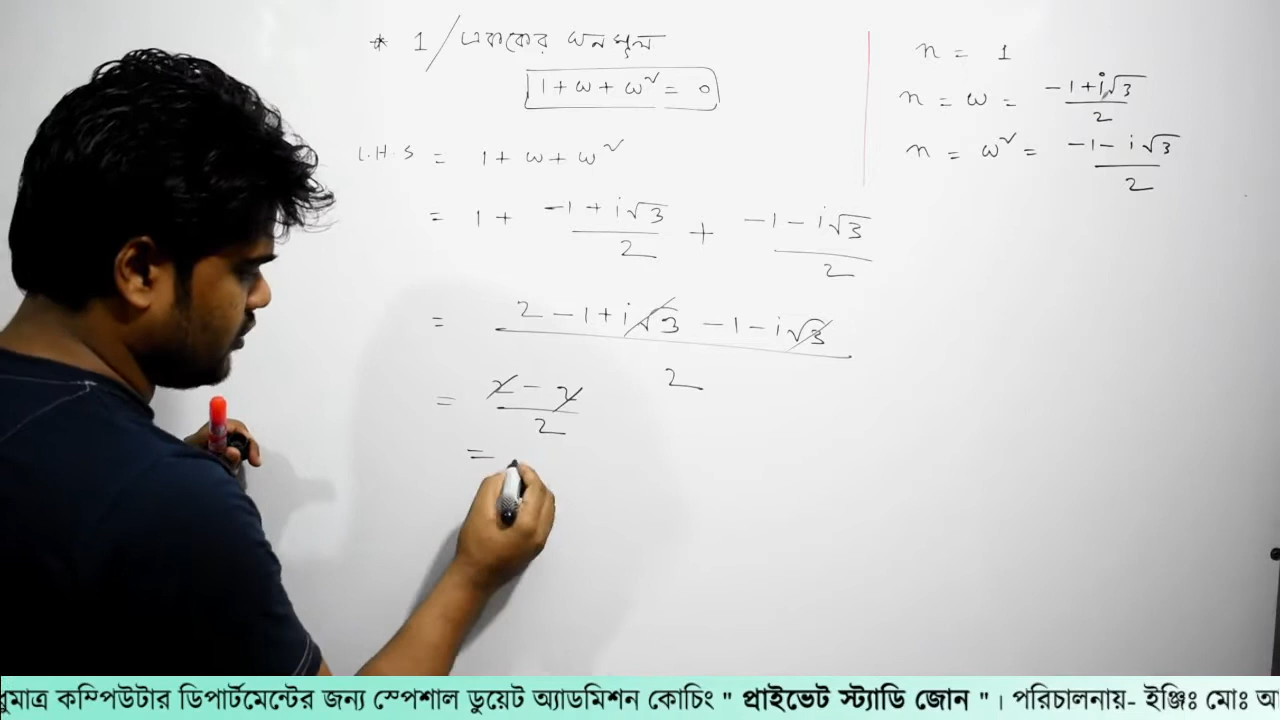 * 1 / এককের ঘনমূল
1 + ω + ω² = 0
L.H.S = 1 + ω + ω²
= 1 + (-1 + i√3)/2 + (-1 - i√3)/2
= (2 - 1 + i√3 - 1 - i√3)/2
= (2 - 2)/2
=
n = 1
n = ω = (-1 + i√3)/2
n = ω² = (-1 - i√3)/2
মাত্র কম্পিউটার ডিপার্টমেন্টের জন্য স্পেশাল ডুয়েট অ্যাডমিশন কোচিং " প্রাইভেট স্ট্যাডি জোন " । পরিচালনায়- ইঞ্জিঃ মোঃ আ